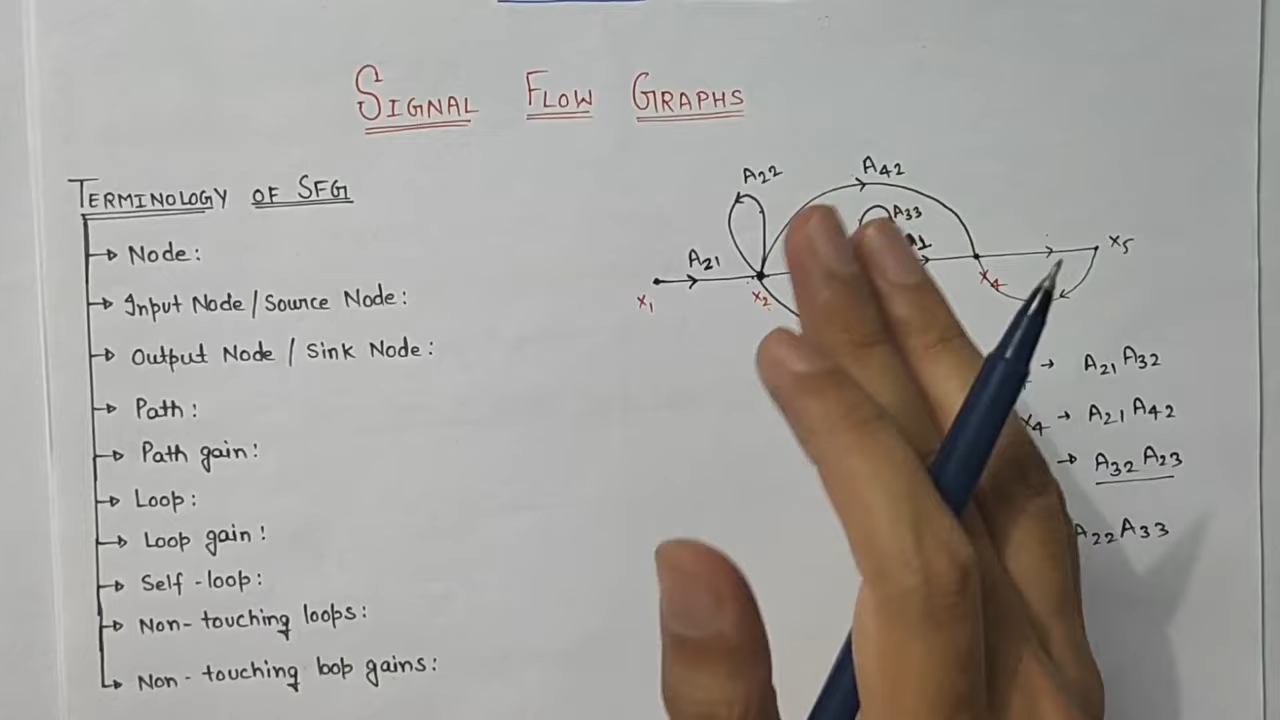 SIGNAL FLOW GRAPHS
TERMINOLOGY OF SFG
Node:
Input Node / Source Node:
Output Node / Sink Node:
Path:
Path gain:
Loop:
Loop gain:
Self-loop:
Non-touching loops:
Non-touching loop gains:
A22
A42
A33
A21
x1
x2
x4
x5
→ A21 A32
x4 → A21 A42
→ A32 A23
A22 A33